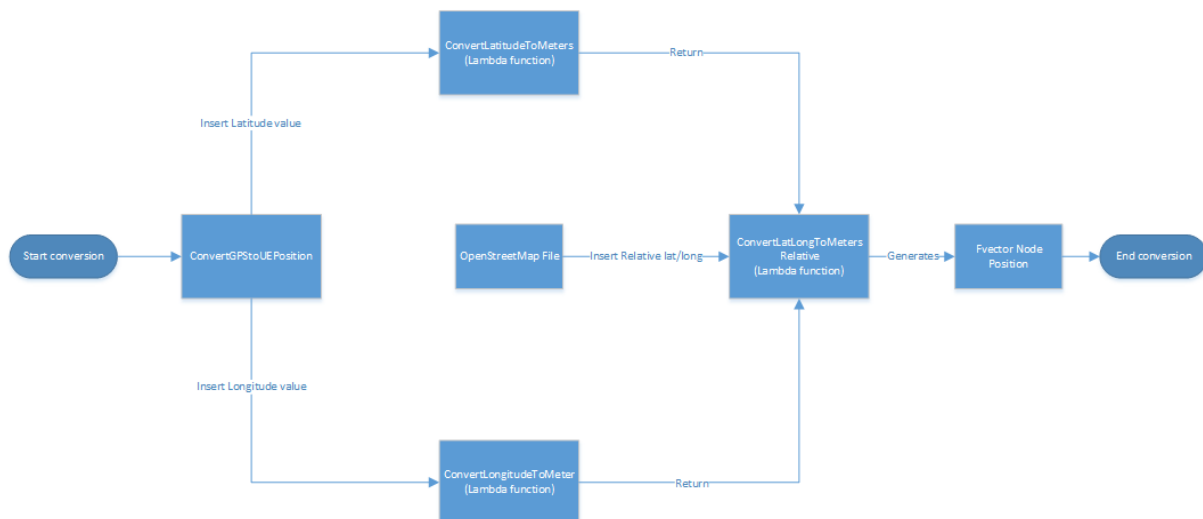 ConvertLatitudeToMeters
(Lambda function)
Return
Insert Latitude value
Start conversion
ConvertGPStoUEPosition
OpenStreetMap File
Insert Relative lat/long
ConvertLatLongToMeters
Relative
(Lambda function)
Generates
Fvector Node
Position
End conversion
Insert Longitude value
ConvertLongitudeToMeter
(Lambda function)
Return